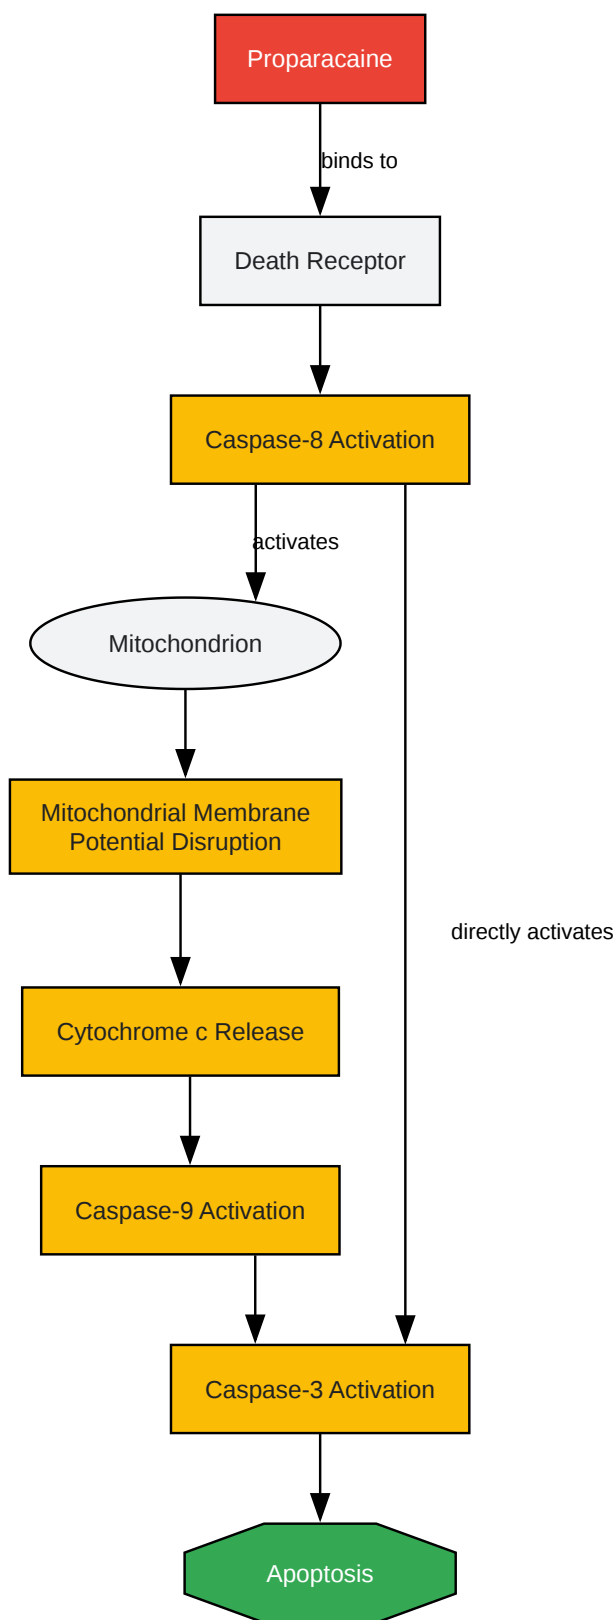 Proparacaine
binds to
Death Receptor
Caspase-8 Activation
activates
Mitochondrion
Mitochondrial Membrane
Potential Disruption
directly activates
Cytochrome c Release
Caspase-9 Activation
Caspase-3 Activation
Apoptosis